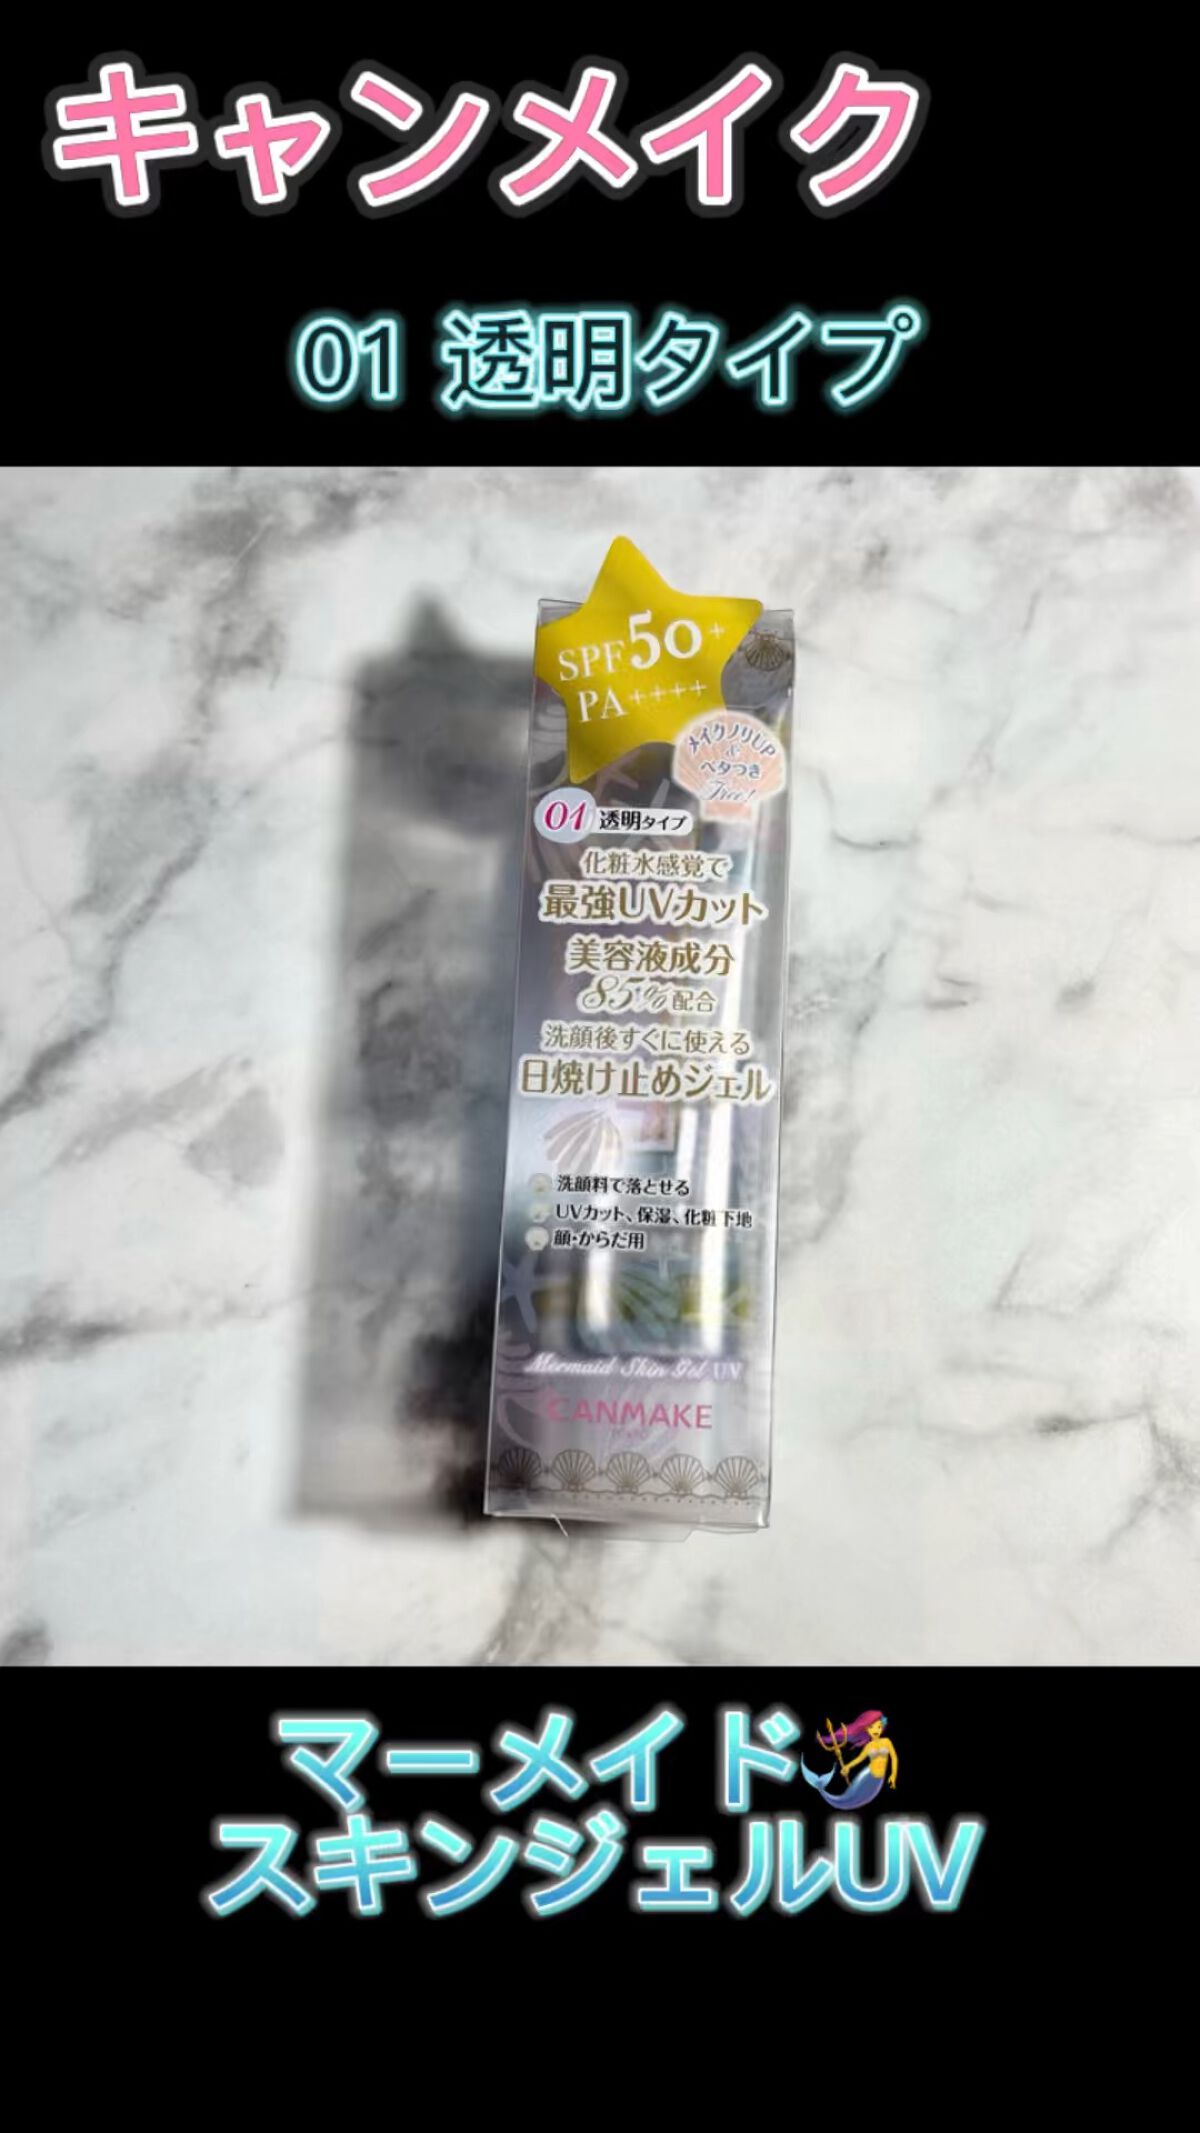 キャンメイク
01 透明タイプ
SPF50+
PA++++
メイクノリUP
&
ベタつき
Free!
01 透明タイプ
化粧水感覚で
最強UVカット
美容液成分
85%配合
洗顔後すぐに使える
日焼け止めジェル
洗顔料で落とせる
UVカット、保湿、化粧下地
顔・からだ用
Mermaid Skin Gel UV
CANMAKE
マーメイド🧜‍♀️
スキンジェルUV